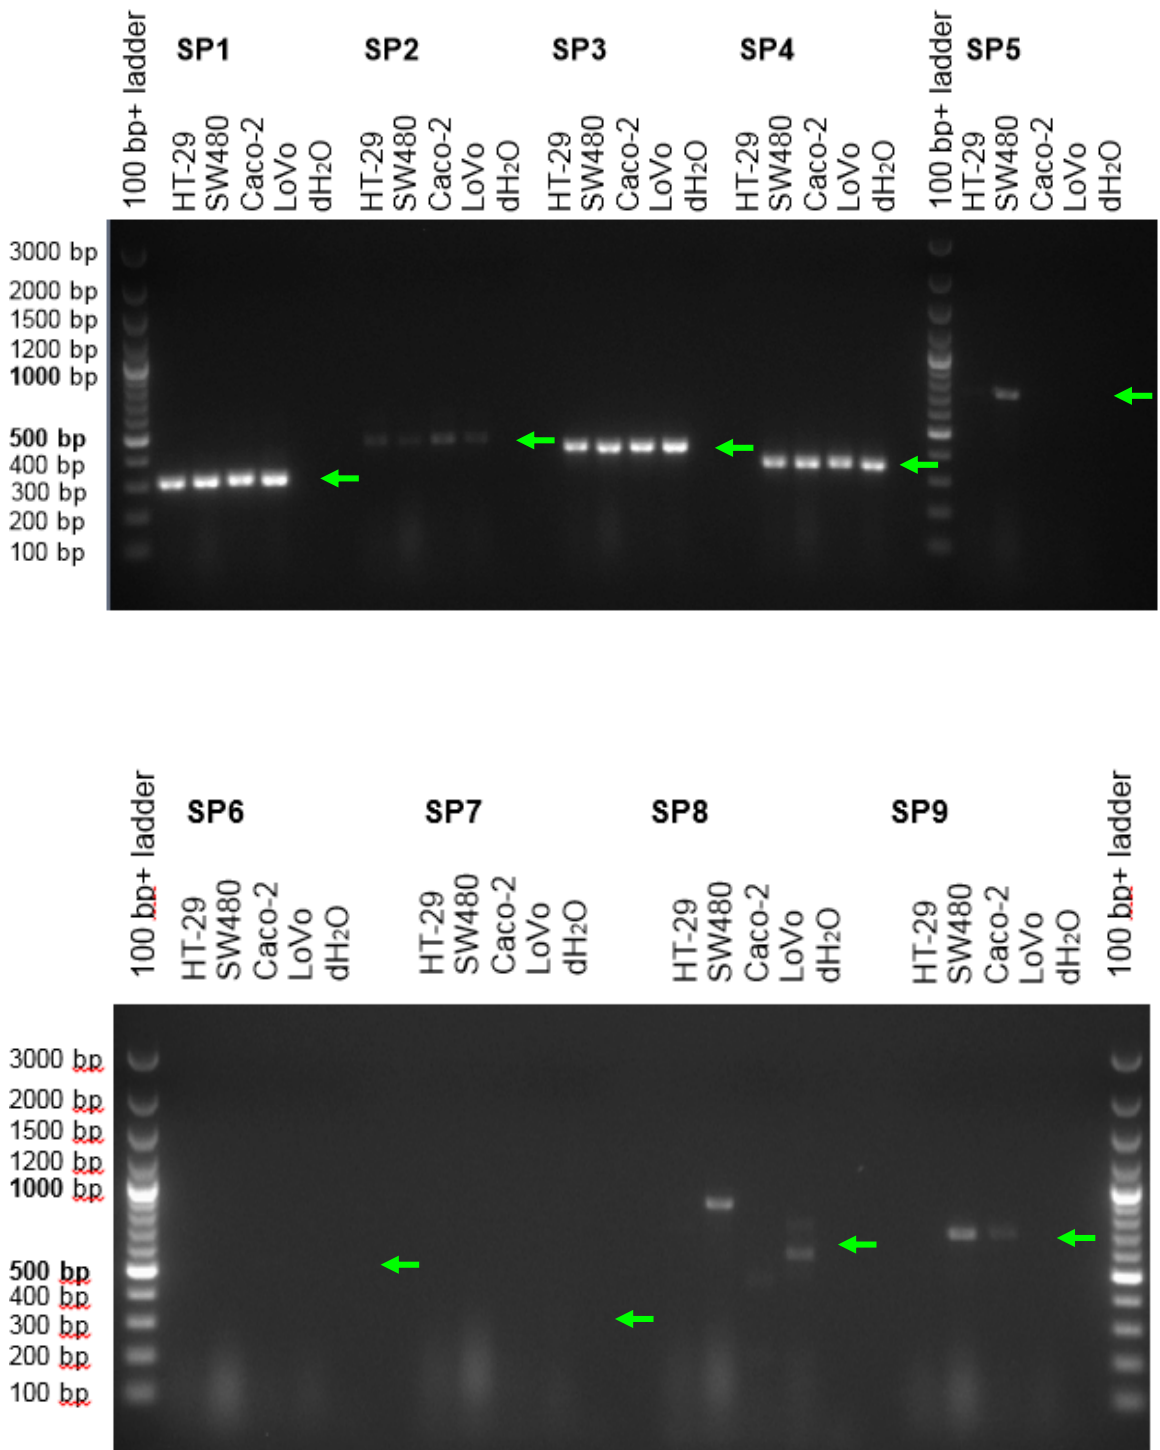 100 bp+ ladder
SP1
SP2
SP3
SP4
100 bp+ ladder
SP5
HT-29
SW480
Caco-2
LoVo
dH2O
HT-29
SW480
Caco-2
LoVo
dH2O
HT-29
SW480
Caco-2
LoVo
dH2O
HT-29
SW480
Caco-2
LoVo
dH2O
HT-29
SW480
Caco-2
LoVo
dH2O
3000 bp
2000 bp
1500 bp
1200 bp
1000 bp
500 bp
400 bp
300 bp
200 bp
100 bp
100 bp+ ladder
SP6
SP7
SP8
SP9
100 bp+ ladder
HT-29
SW480
Caco-2
LoVo
dH2O
HT-29
SW480
Caco-2
LoVo
dH2O
HT-29
SW480
Caco-2
LoVo
dH2O
HT-29
SW480
Caco-2
LoVo
dH2O
3000 bp
2000 bp
1500 bp
1200 bp
1000 bp
500 bp
400 bp
300 bp
200 bp
100 bp